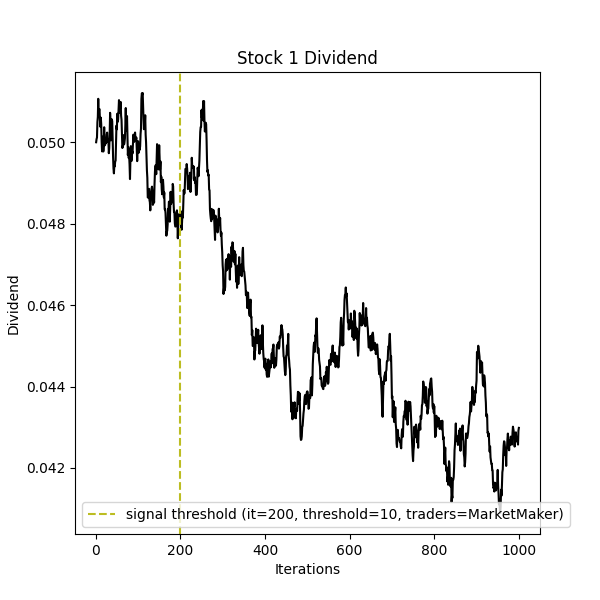 Stock 1 Dividend
0.050
0.048
0.046
0.044
0.042
Dividend
signal threshold (it=200, threshold=10, traders=MarketMaker)
0 200 400 600 800 1000
Iterations